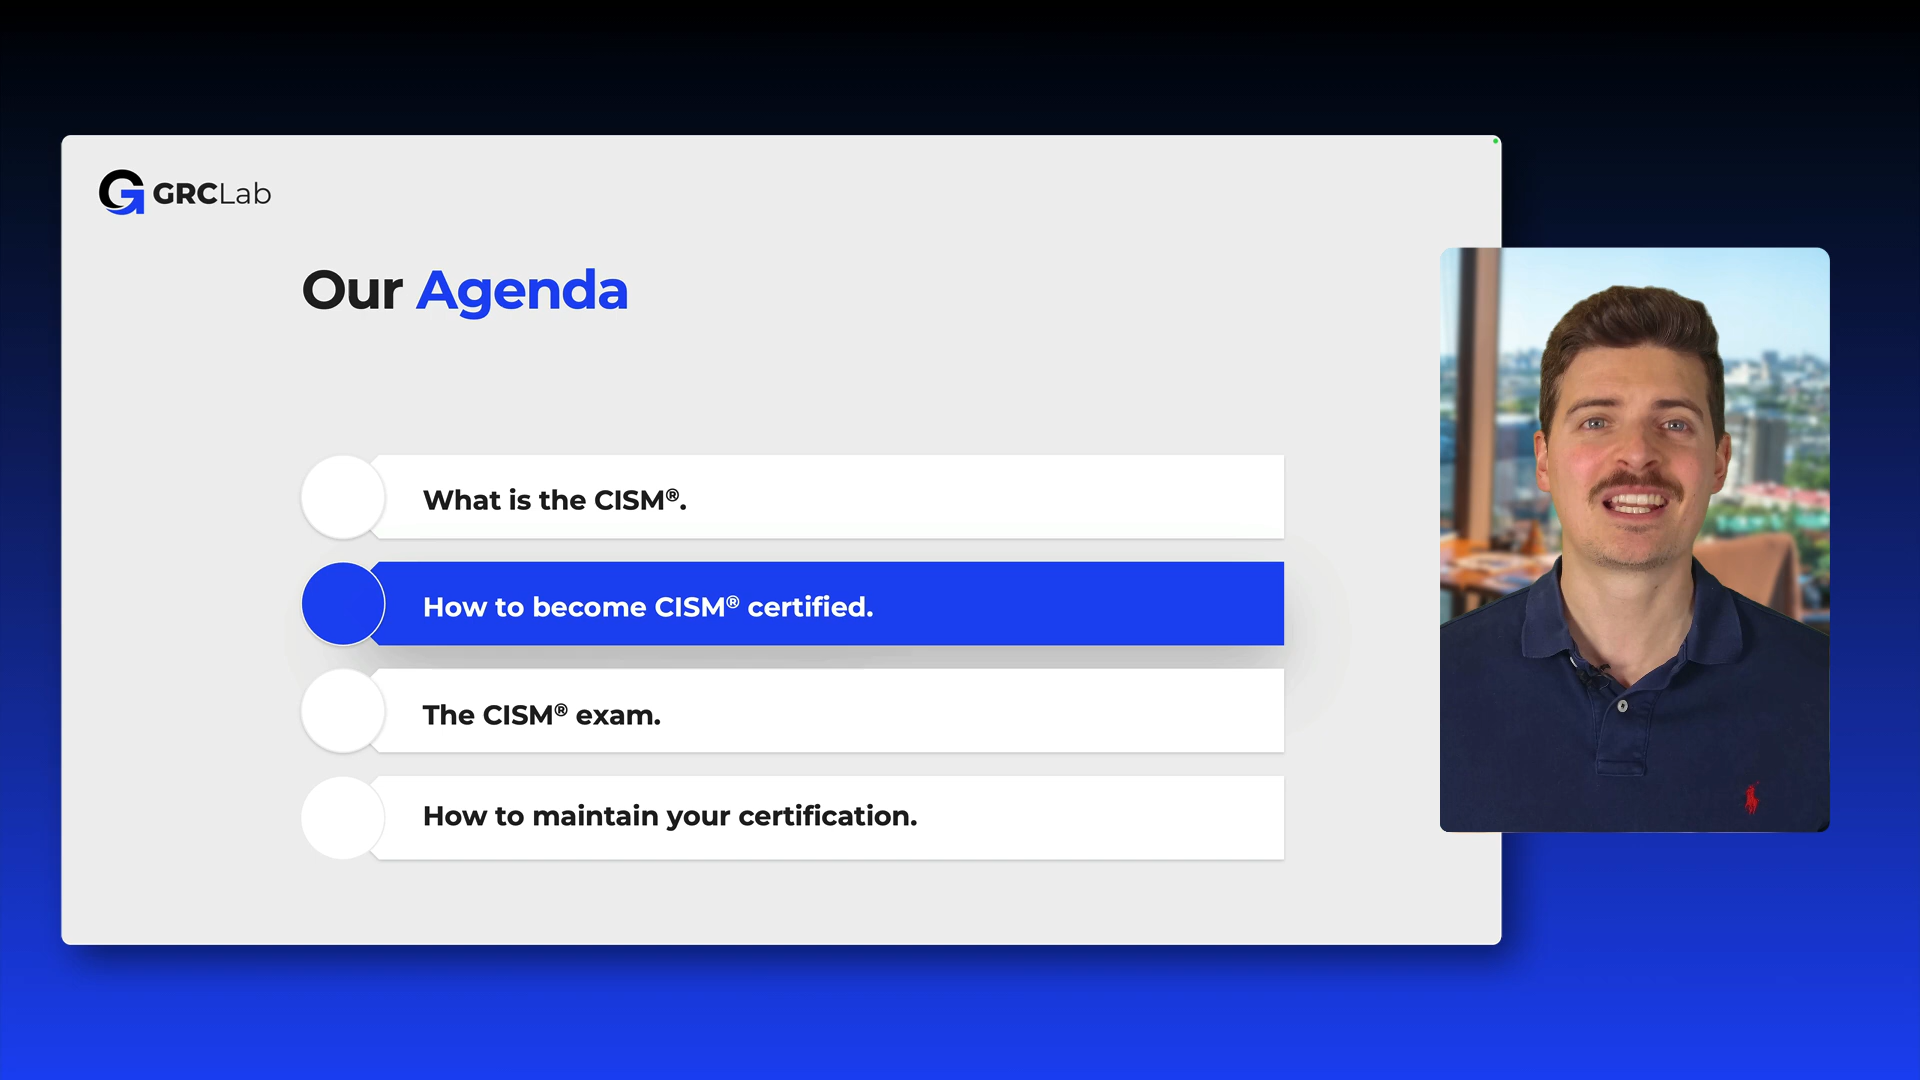 GRCLab
Our Agenda
What is the CISM®.
How to become CISM® certified.
The CISM® exam.
How to maintain your certification.